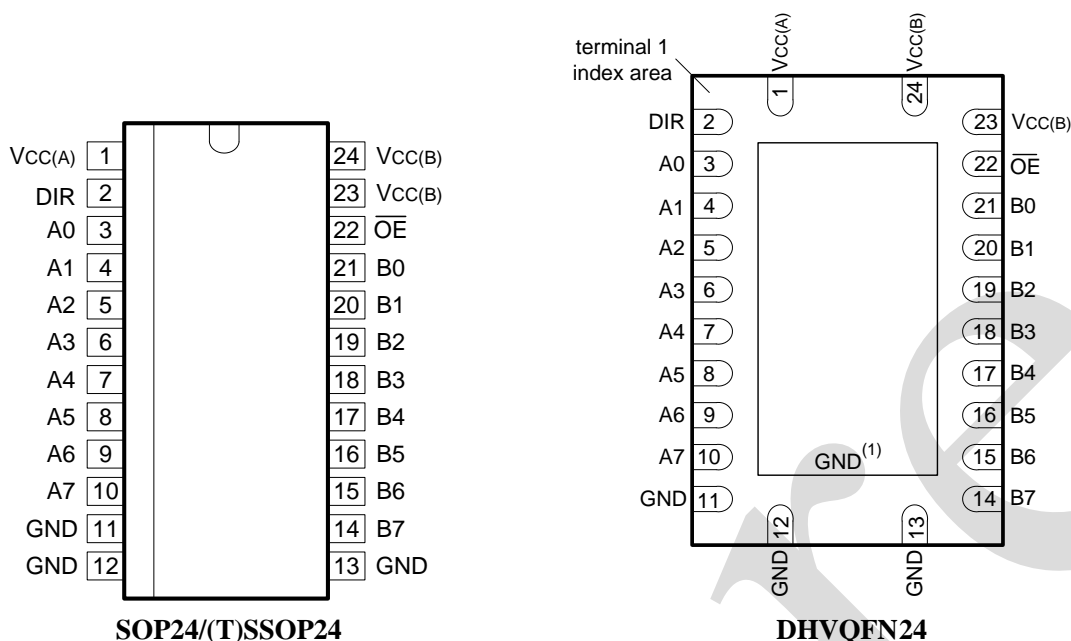 VCC(A) 1
DIR 2
A0 3
A1 4
A2 5
A3 6
A4 7
A5 8
A6 9
A7 10
GND 11
GND 12
24 VCC(B)
23 VCC(B)
22 OE
21 B0
20 B1
19 B2
18 B3
17 B4
16 B5
15 B6
14 B7
13 GND
SOP24/(T)SSOP24
terminal 1
index area
1 VCC(A)
24 VCC(B)
DIR 2
A0 3
A1 4
A2 5
A3 6
A4 7
A5 8
A6 9
A7 10
GND 11
23 VCC(B)
22 OE
21 B0
20 B1
19 B2
18 B3
17 B4
16 B5
15 B6
14 B7
GND(1)
GND 12
GND 13
DHVQFN24